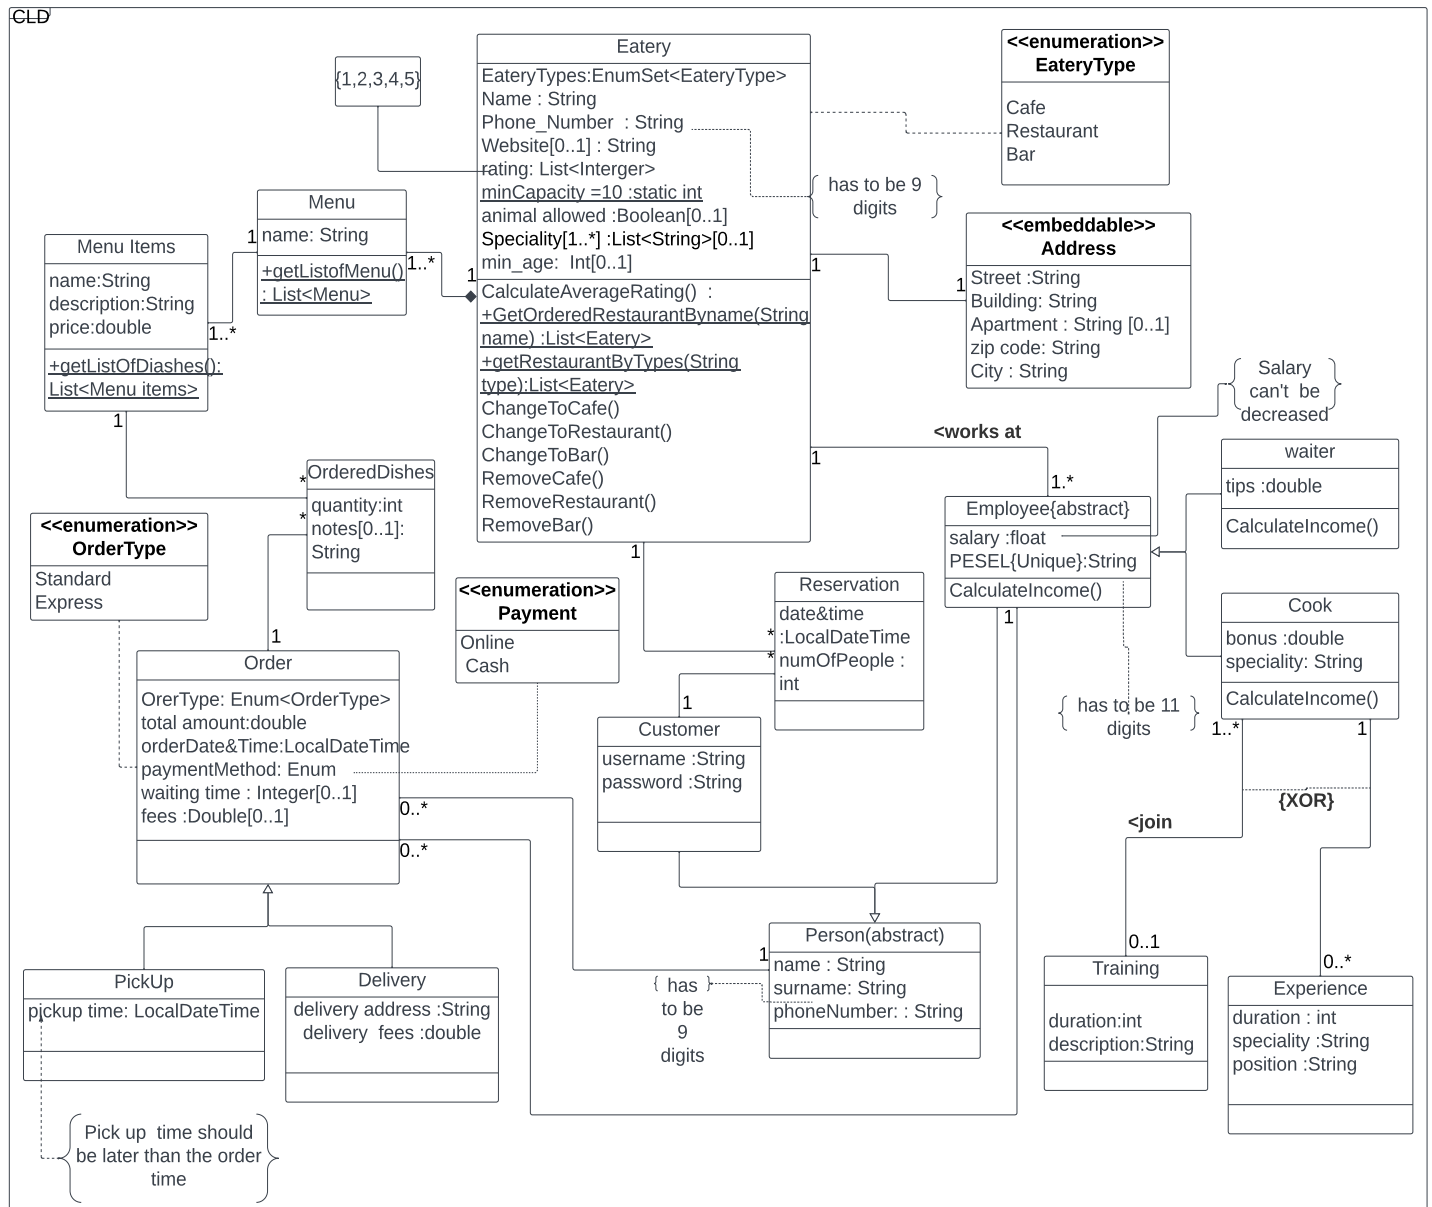 CLD
{1,2,3,4,5}
Eatery
EateryTypes:EnumSet<EateryType>
Name : String
Phone_Number : String
Website[0..1] : String
rating: List<Interger>
minCapacity =10 :static int
animal allowed :Boolean[0..1]
Speciality[1..*] :List<String>[0..1]
min_age: Int[0..1]
CalculateAverageRating() :
+GetOrderedRestaurantByname(String
name) :List<Eatery>
+getRestaurantByTypes(String
type):List<Eatery>
ChangeToCafe()
ChangeToRestaurant()
ChangeToBar()
RemoveCafe()
RemoveRestaurant()
RemoveBar()
<<enumeration>>
EateryType
Cafe
Restaurant
Bar
has to be 9
digits
<<embeddable>>
Address
Street :String
Building: String
Apartment : String [0..1]
zip code: String
City : String
1
1
Menu
name: String
+getListofMenu()
: List<Menu>
1
1..*
1
Menu Items
name:String
description:String
price:double
+getListOfDiashes():
List<Menu items>
1..*
1
Salary
can't be
decreased
<works at
1
1.*
Employee{abstract}
salary :float
PESEL{Unique}:String
CalculateIncome()
1
waiter
tips :double
CalculateIncome()
Cook
bonus :double
speciality: String
CalculateIncome()
1..*
1
has to be 11
digits
{XOR}
<join
0..1
0..*
Training
duration:int
description:String
Experience
duration : int
speciality :String
position :String
OrderedDishes
quantity:int
notes[0..1]:
String
*
*
1
<<enumeration>>
OrderType
Standard
Express
<<enumeration>>
Payment
Online
Cash
1
Reservation
date&time
:LocalDateTime
numOfPeople :
int
*
*
1
Customer
username :String
password :String
Order
OrerType: Enum<OrderType>
total amount:double
orderDate&Time:LocalDateTime
paymentMethod: Enum
waiting time : Integer[0..1]
fees :Double[0..1]
0..*
0..*
Person(abstract)
name : String
surname: String
phoneNumber: : String
1
{ has }
to be
9
digits
PickUp
pickup time: LocalDateTime
Delivery
delivery address :String
delivery fees :double
Pick up time should
be later than the order
time